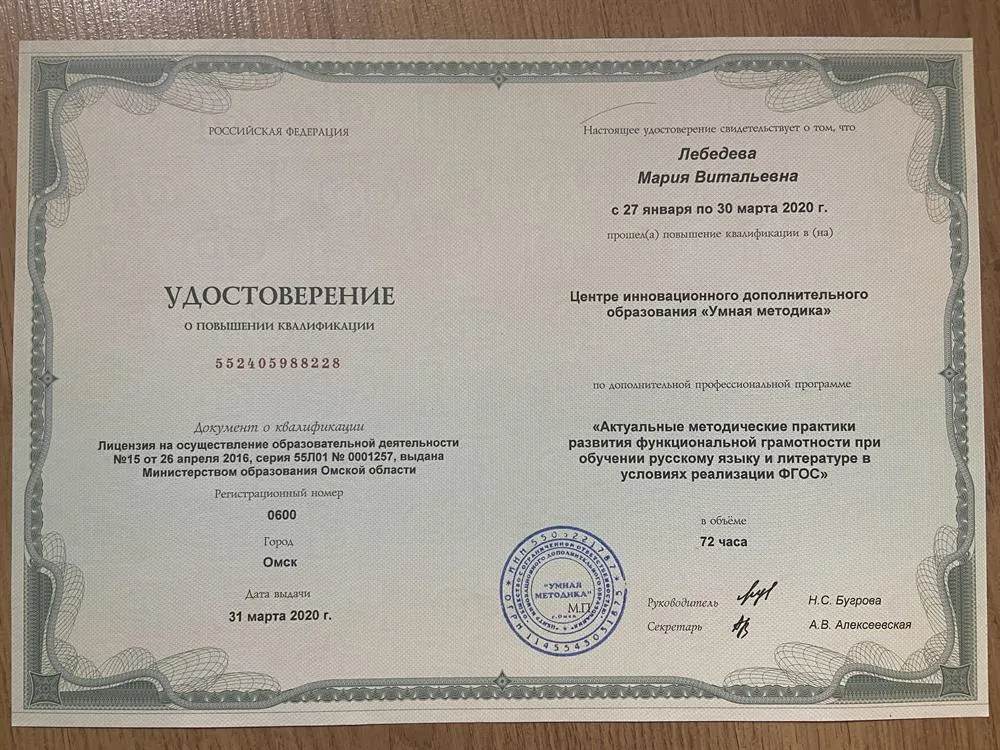 РОССИЙСКАЯ ФЕДЕРАЦИЯ
УДОСТОВЕРЕНИЕ
О ПОВЫШЕНИИ КВАЛИФИКАЦИИ
552405988228
Документ о квалификации
Лицензия на осуществление образовательной деятельности
№15 от 26 апреля 2016, серия 55Л01 № 0001257, выдана
Министерством образования Омской области
Регистрационный номер
0600
Город
Омск
Дата выдачи
31 марта 2020 г.
Настоящее удостоверение свидетельствует о том, что
Лебедева
Мария Витальевна
с 27 января по 30 марта 2020 г.
прошел(а) повышение квалификации в (на)
Центре инновационного дополнительного
образования «Умная методика»
по дополнительной профессиональной программе
«Актуальные методические практики
развития функциональной грамотности при
обучении русскому языку и литературе в
условиях реализации ФГОС»
в объёме
72 часа
"УМНАЯ
МЕТОДИКА"
М.П.
г.Омск
Руководитель
Н.С. Бугрова
Секретарь
А.В. Алексеевская